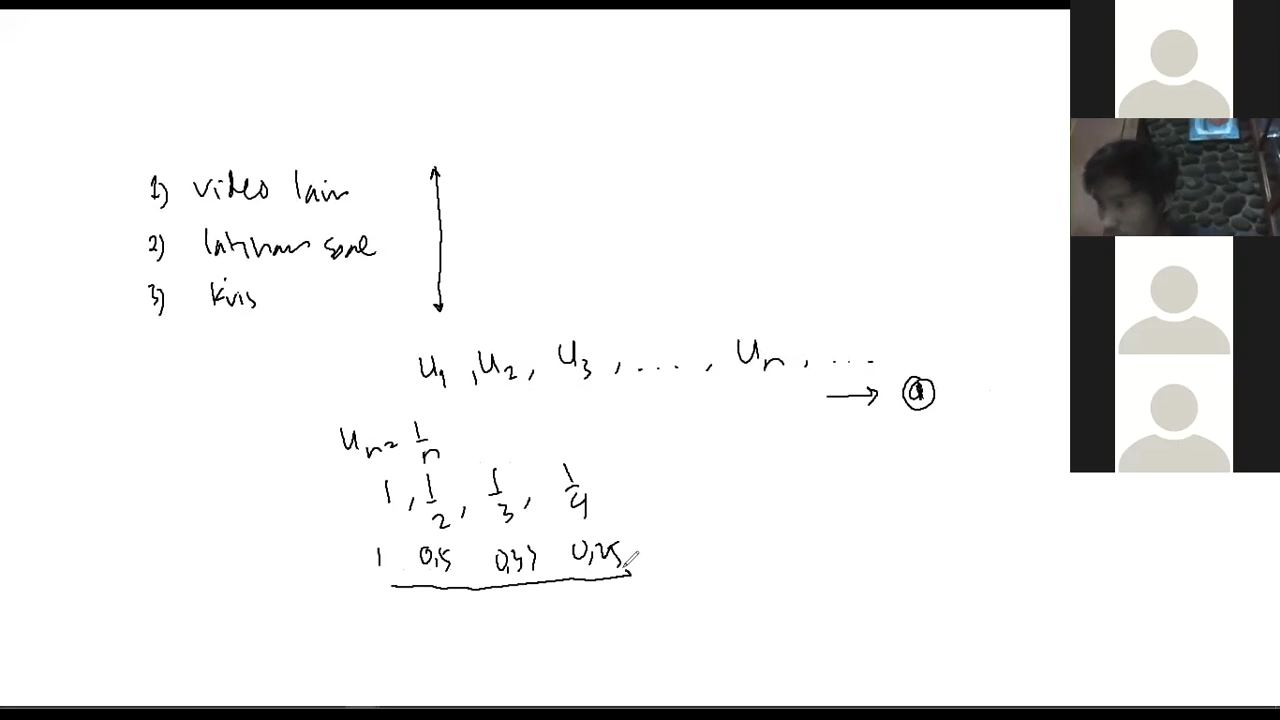 1) video lain
2) latihan soal
3) kuis
U₁, U₂, U₃, ...., Uₙ, ...
→ a
Uₙ = 1/n
1, 1/2, 1/3, 1/4
1 0,5 0,33 0,25